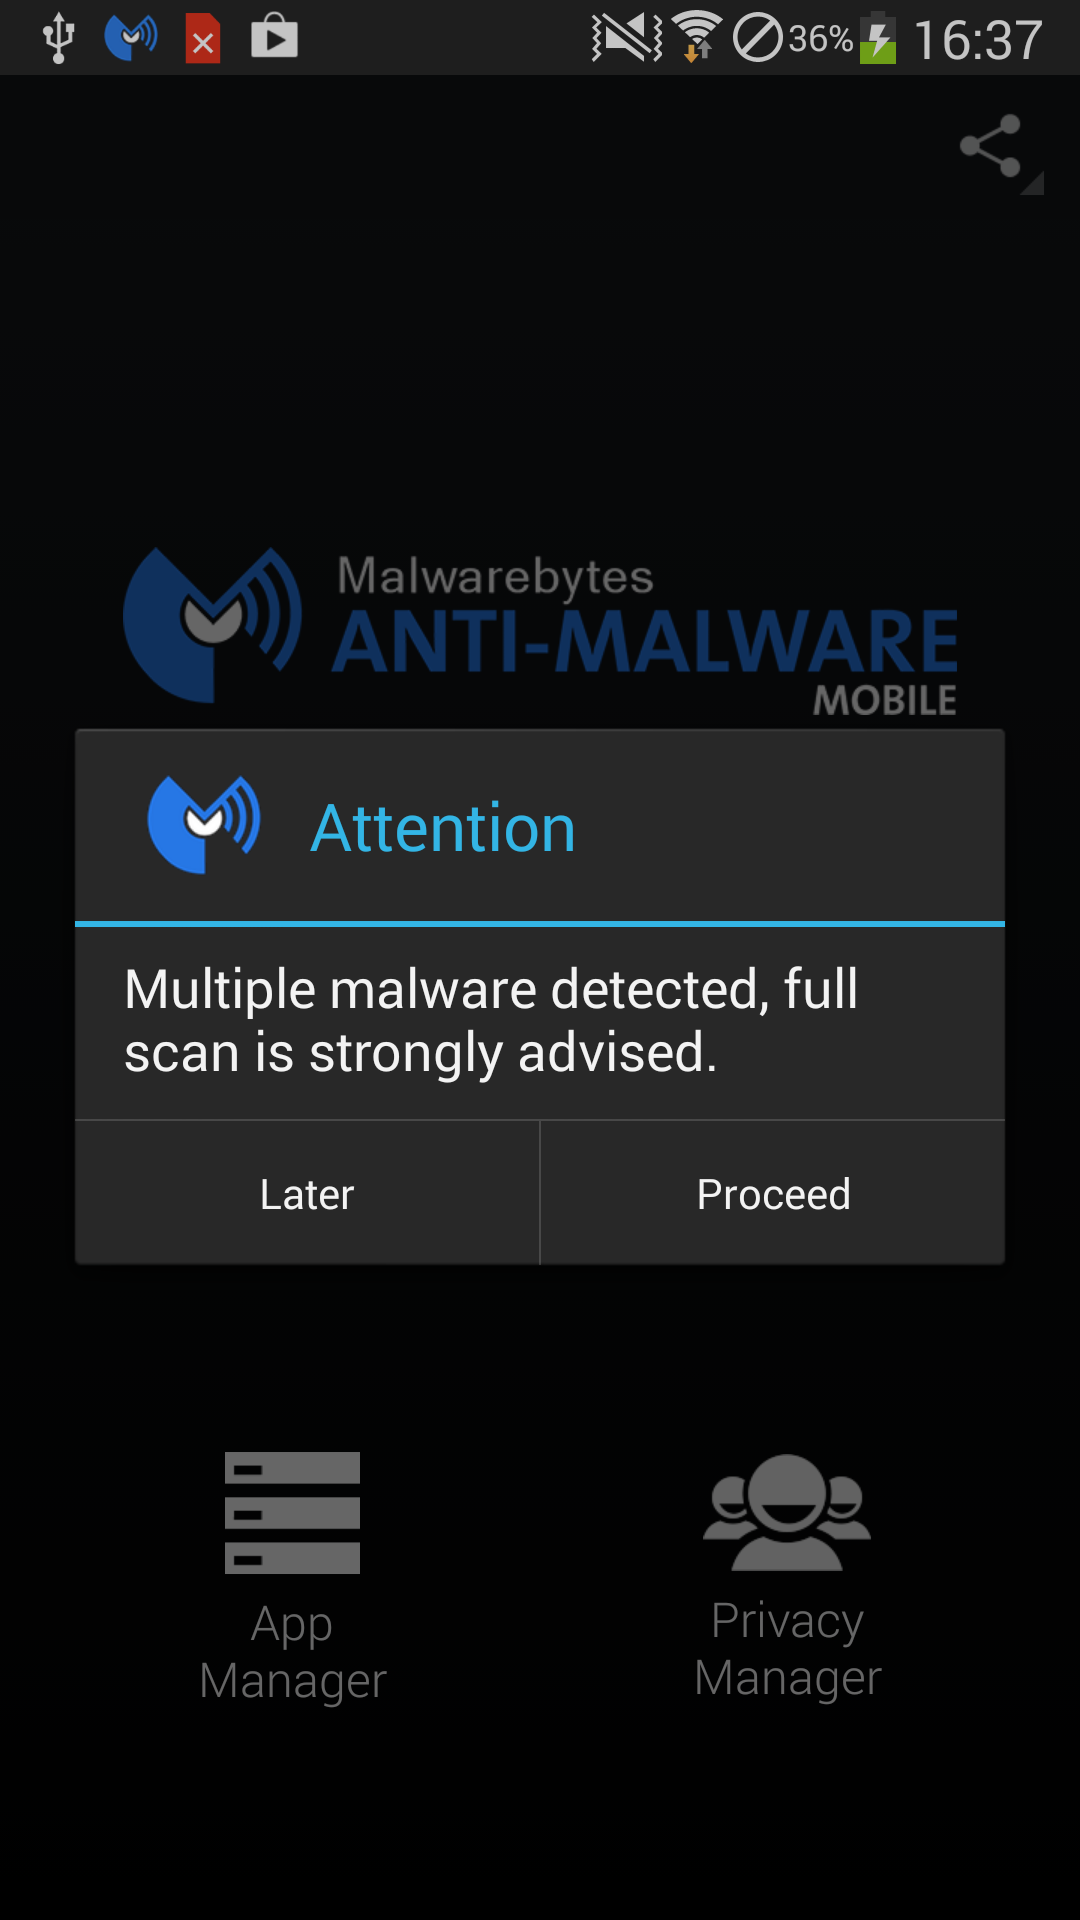 36% 16:37
Malwarebytes
ANTI-MALWARE
MOBILE
Attention
Multiple malware detected, full
scan is strongly advised.
Later Proceed
App
Manager
Privacy
Manager